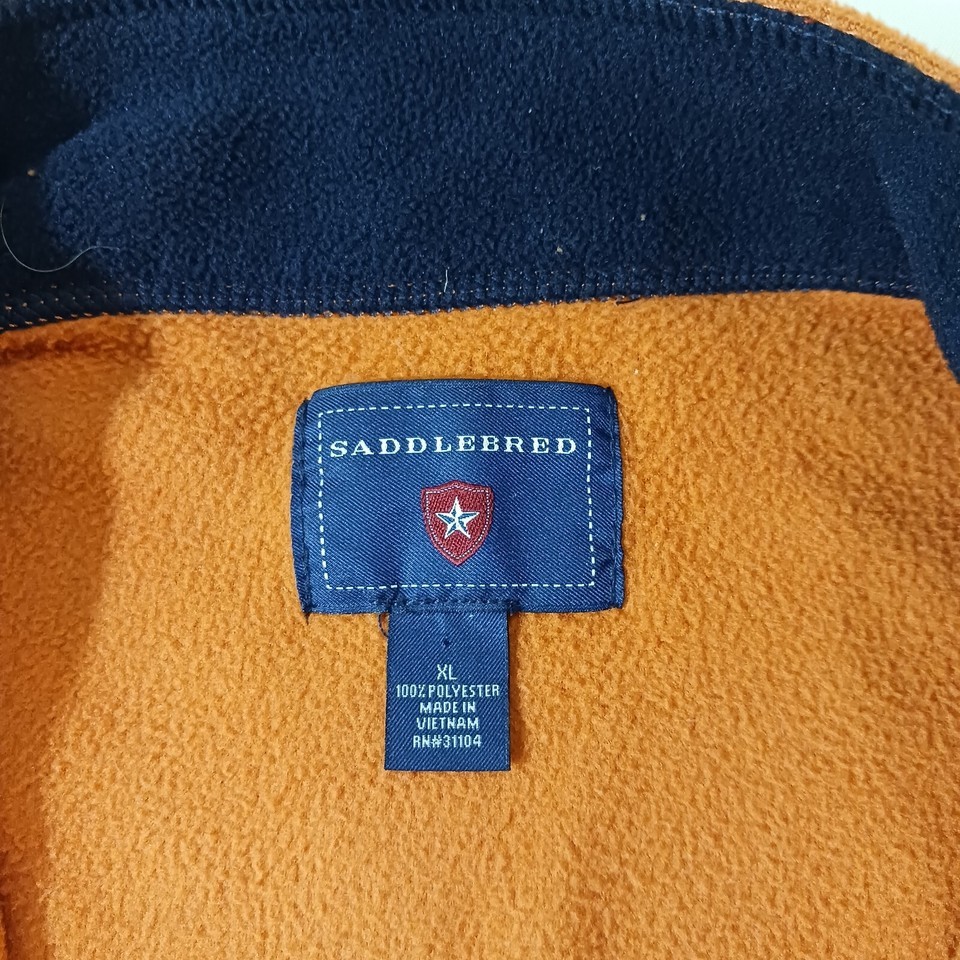 SADDLEBRED
XL
100% POLYESTER
MADE IN
VIETNAM
RN#31104